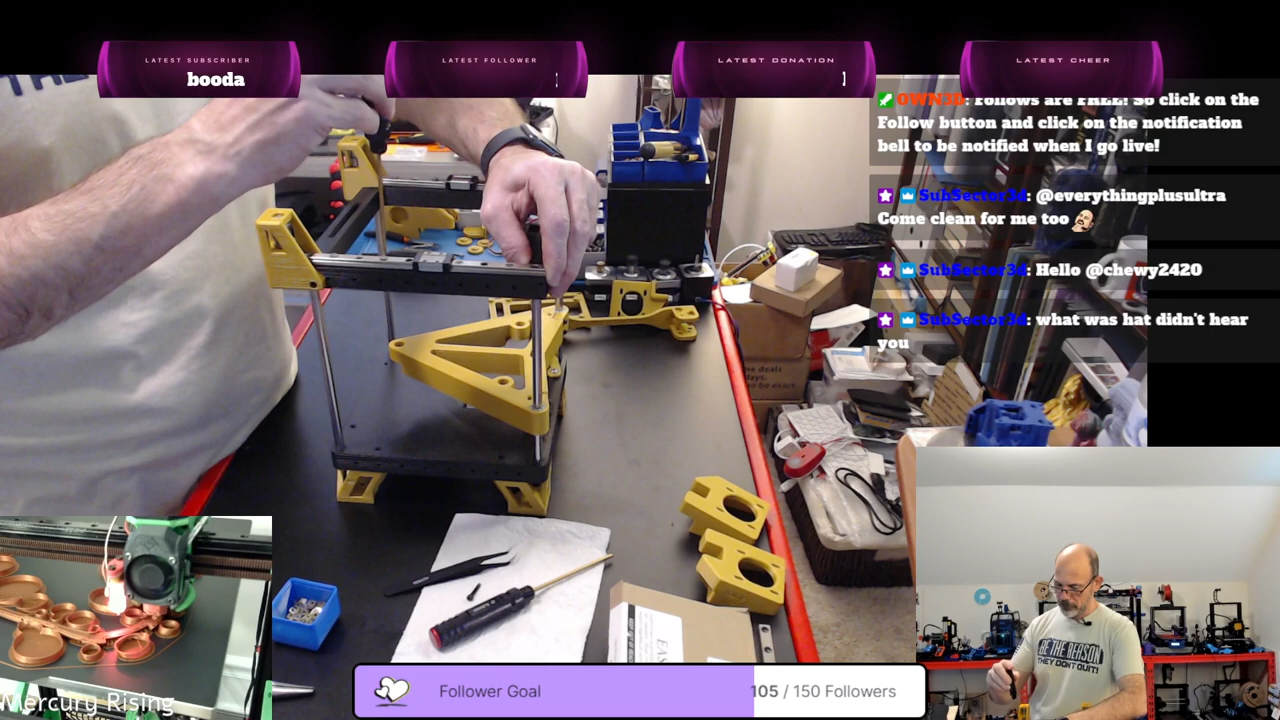 LATEST SUBSCRIBER
booda
LATEST FOLLOWER
LATEST DONATION
LATEST CHEER
OWN3D: Follows are FREE! So click on the
Follow button and click on the notification
bell to be notified when I go live!
SubSector3d: @everythingplusultra
Come clean for me too
SubSector3d: Hello @chewy2420
SubSector3d: what was hat didn't hear
you
BE THE REASON
THEY DON'T QUIT!
Mercury Rising
Follower Goal
105 / 150 Followers